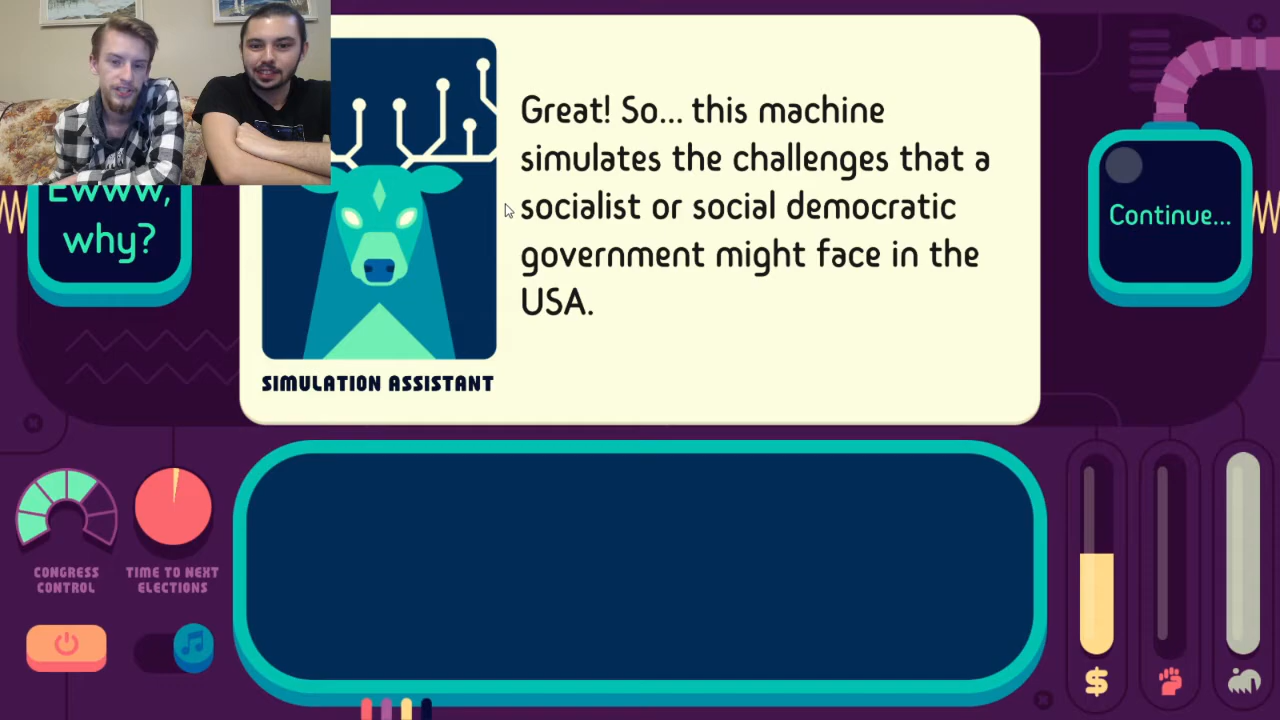 Great! So... this machine
simulates the challenges that a
socialist or social democratic
government might face in the
USA.
SIMULATION ASSISTANT
Ewww,
why?
Continue...
CONGRESS
CONTROL
TIME TO NEXT
ELECTIONS
$